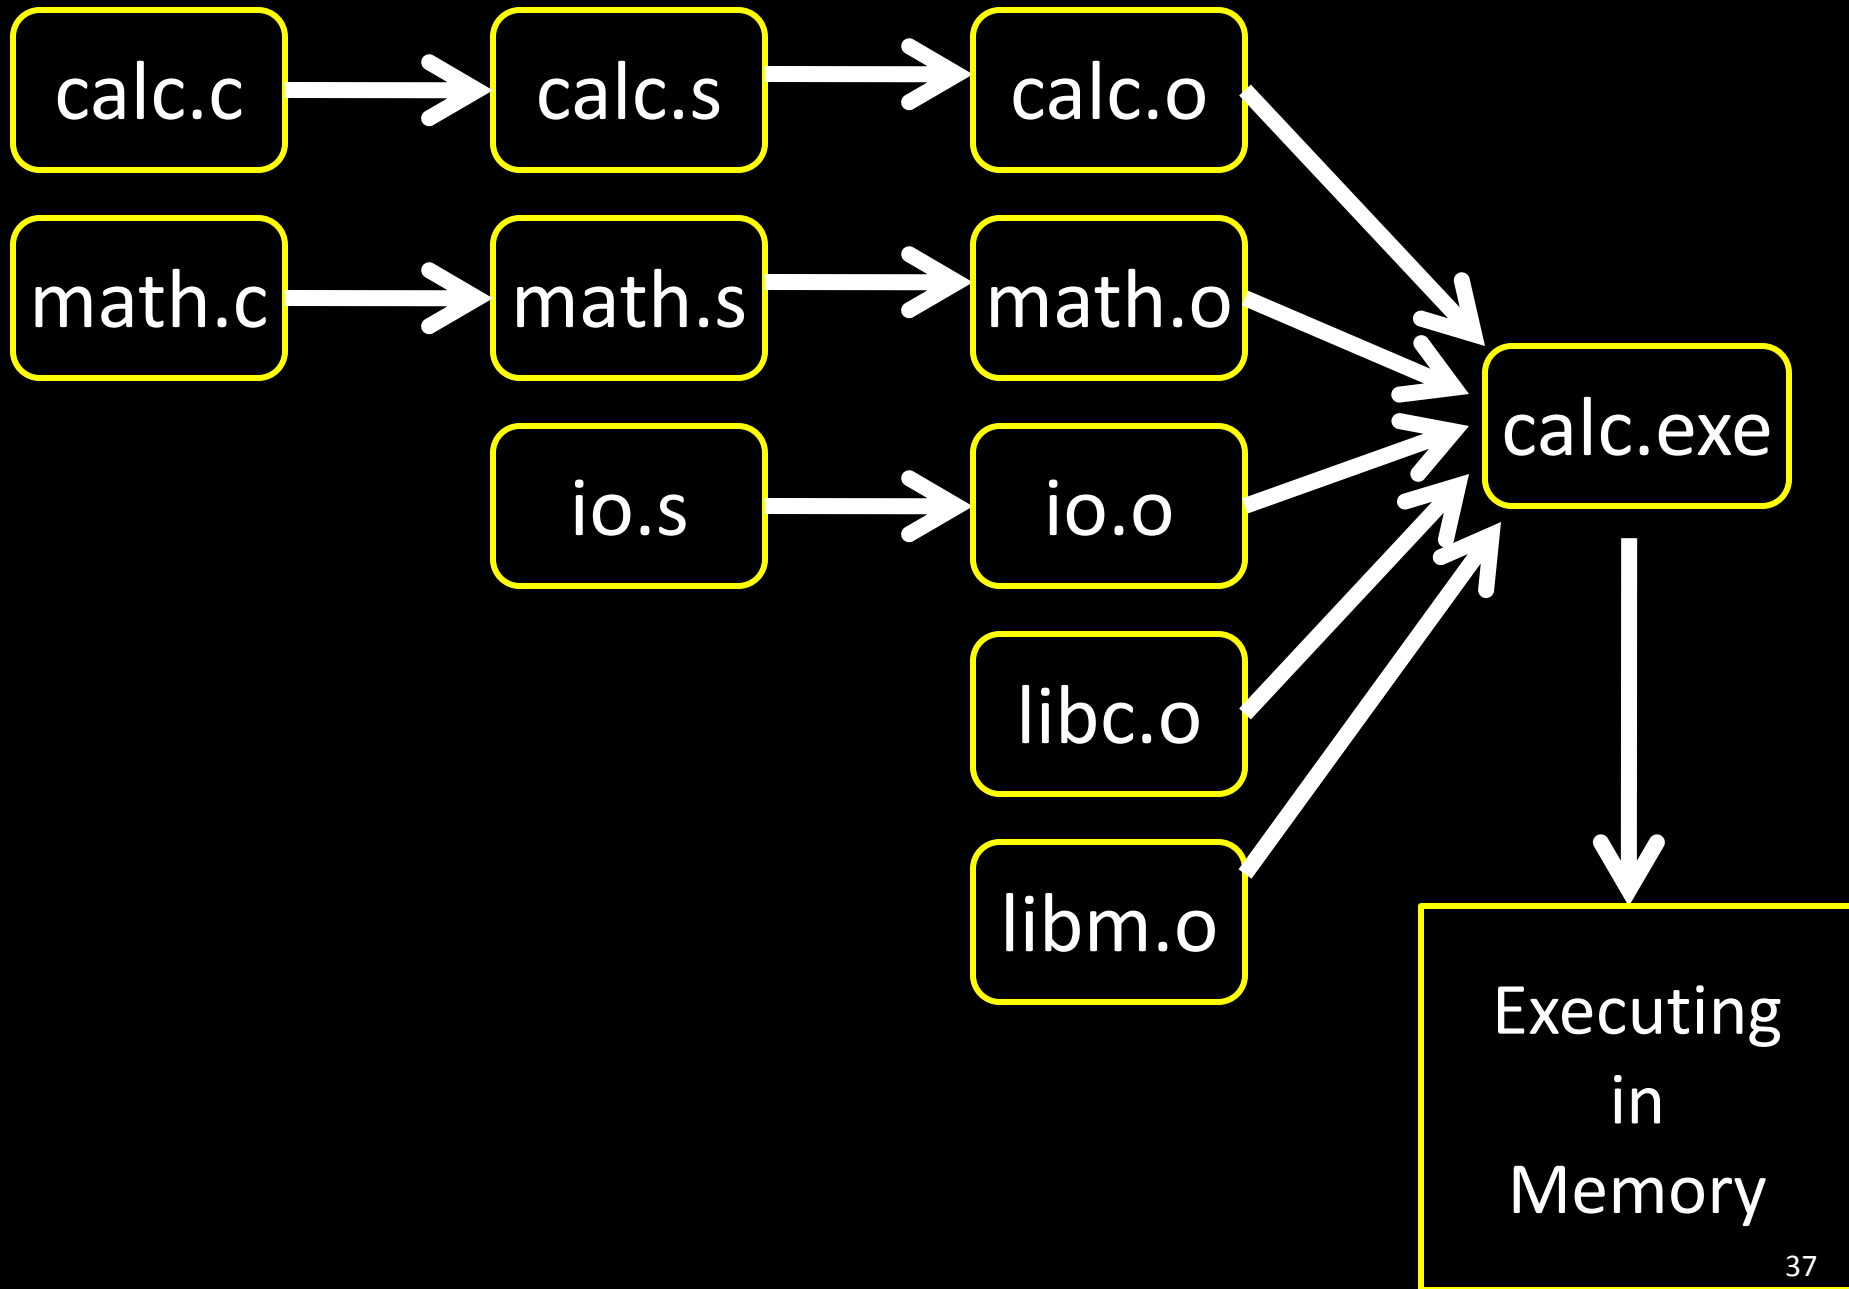 calc.c
calc.s
calc.o
math.c
math.s
math.o
calc.exe
io.s
io.o
libc.o
libm.o
Executing
in
Memory
37